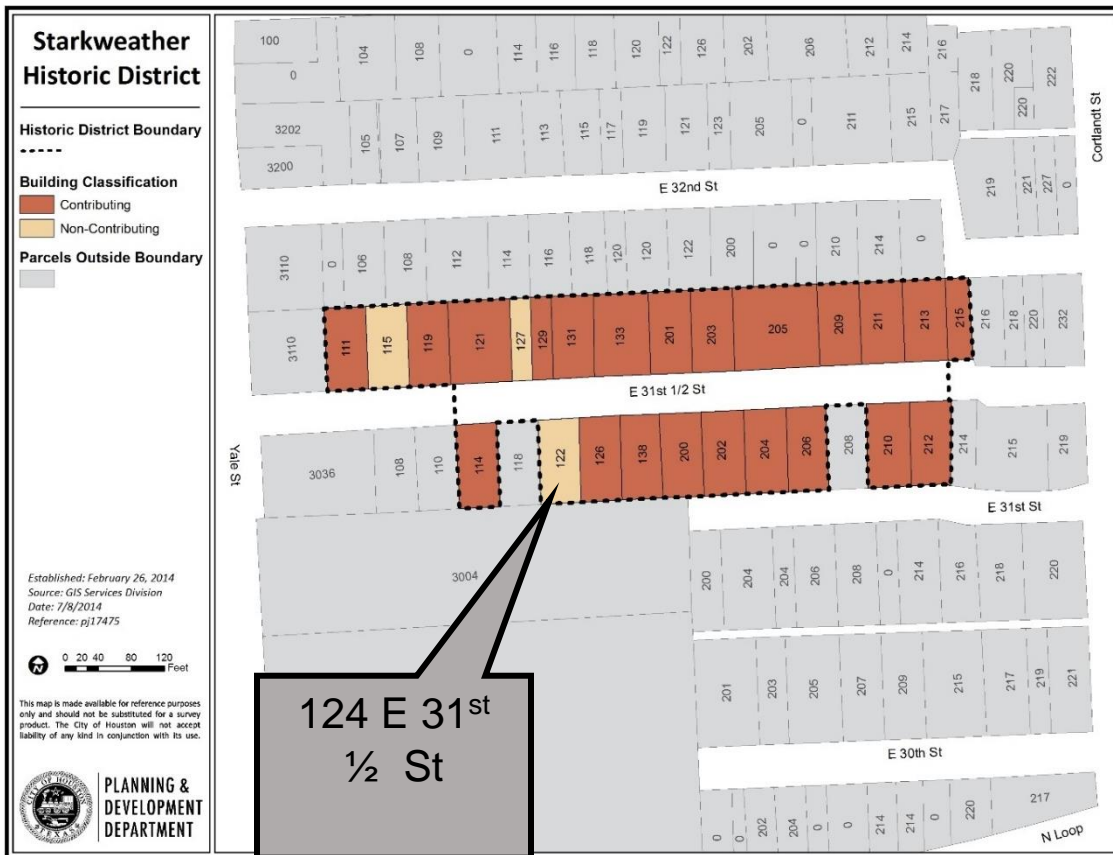 Starkweather
Historic District
Historic District Boundary
Building Classification
Contributing
Non-Contributing
Parcels Outside Boundary
Established: February 26, 2014
Source: GIS Services Division
Date: 7/8/2014
Reference: pj17475
N
0 20 40 80 120
Feet
This map is made available for reference purposes
only and should not be substituted for a survey
product. The City of Houston will not accept
liability of any kind in conjunction with its use.
CITY OF HOUSTON
TEXAS
PLANNING &
DEVELOPMENT
DEPARTMENT
100 104 108 0 114 116 118 120 122 126 202 206 212 214 216 218 220 222
0
220
3202 105 107 109 111 113 115 117 119 121 123 205 0 211 215 217
3200
Cortlandt St
E 32nd St
219 221 227 0
3110 0 106 108 112 114 116 118 120 120 122 200 0 0 210 214 0
3110 111 115 119 121 127 129 131 133 201 203 205 209 211 213 215 216 218 220 232
E 31st 1/2 St
Yale St
3036 108 110 114 118 122 126 138 200 202 204 206 208 210 212 214 215 219
E 31st St
3004
200 204 204 206 208 0 214 216 218 220
124 E 31st
½ St
201 203 205 207 209 215 217 219 221
E 30th St
0 0 202 204 0 0 214 214 0 220 217
N Loop